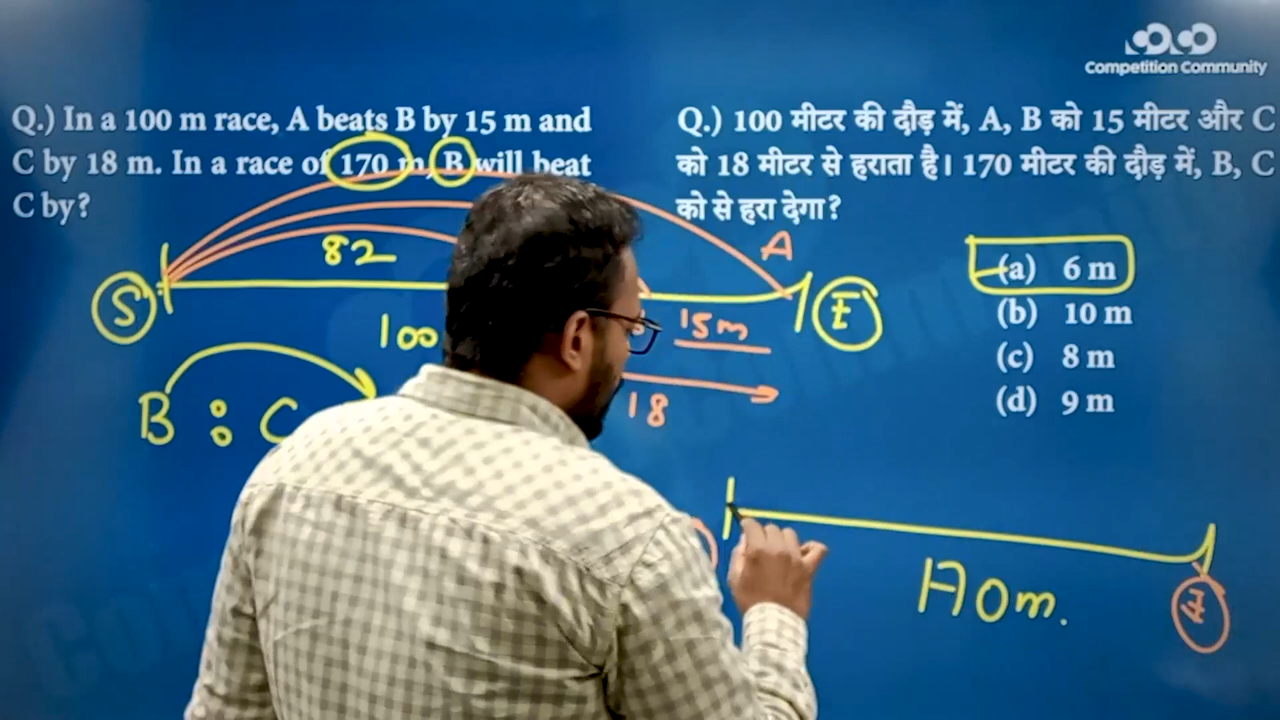 Competition Community
Q.) In a 100 m race, A beats B by 15 m and
C by 18 m. In a race of 170 m, B will beat
C by?
Q.) 100 मीटर की दौड़ में, A, B को 15 मीटर और C
को 18 मीटर से हराता है। 170 मीटर की दौड़ में, B, C
को से हरा देगा?
(a) 6 m
(b) 10 m
(c) 8 m
(d) 9 m
82
A
S
E
100
15m
18
B : C
170m.